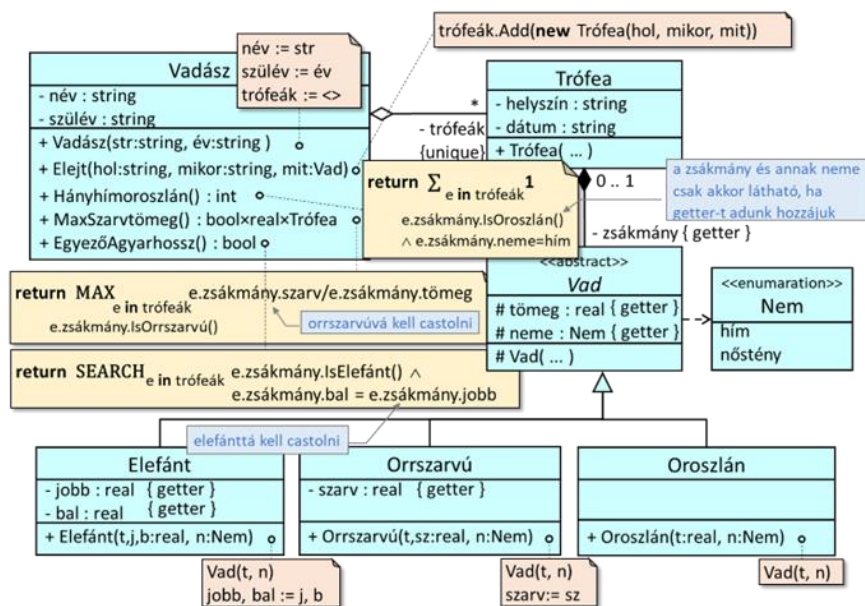 név := str
szülév := év
trófeák := <>
trófeák.Add(new Trófea(hol, mikor, mit))
Vadász
- név : string
- szülév : string
+ Vadász(str:string, év:string )
+ Elejt(hol:string, mikor:string, mit:Vad)
+ Hányhímoroszlán() : int
+ MaxSzarvtömeg() : bool×real×Trófea
+ EgyezőAgyarhossz() : bool
*
- trófeák
{unique}
Trófea
- helyszín : string
- dátum : string
+ Trófea( ... )
return ∑ e in trófeák 1
e.zsákmány.IsOroszlán()
∧ e.zsákmány.neme=hím
a zsákmány és annak neme
csak akkor látható, ha
getter-t adunk hozzájuk
0 .. 1
- zsákmány { getter }
return MAX e in trófeák e.zsákmány.szarv/e.zsákmány.tömeg
e.zsákmány.IsOrrszarvú()
orrszarvúvá kell castolni
<<abstract>>
Vad
# tömeg : real { getter }
# neme : Nem { getter }
# Vad( ... )
<<enumaration>>
Nem
hím
nőstény
return SEARCH e in trófeák e.zsákmány.IsElefánt() ∧
e.zsákmány.bal = e.zsákmány.jobb
elefánttá kell castolni
Elefánt
- jobb : real { getter }
- bal : real { getter }
+ Elefánt(t,j,b:real, n:Nem)
Vad(t, n)
jobb, bal := j, b
Orrszarvú
- szarv : real { getter }
+ Orrszarvú(t,sz:real, n:Nem)
Vad(t, n)
szarv:= sz
Oroszlán
+ Oroszlán(t:real, n:Nem)
Vad(t, n)